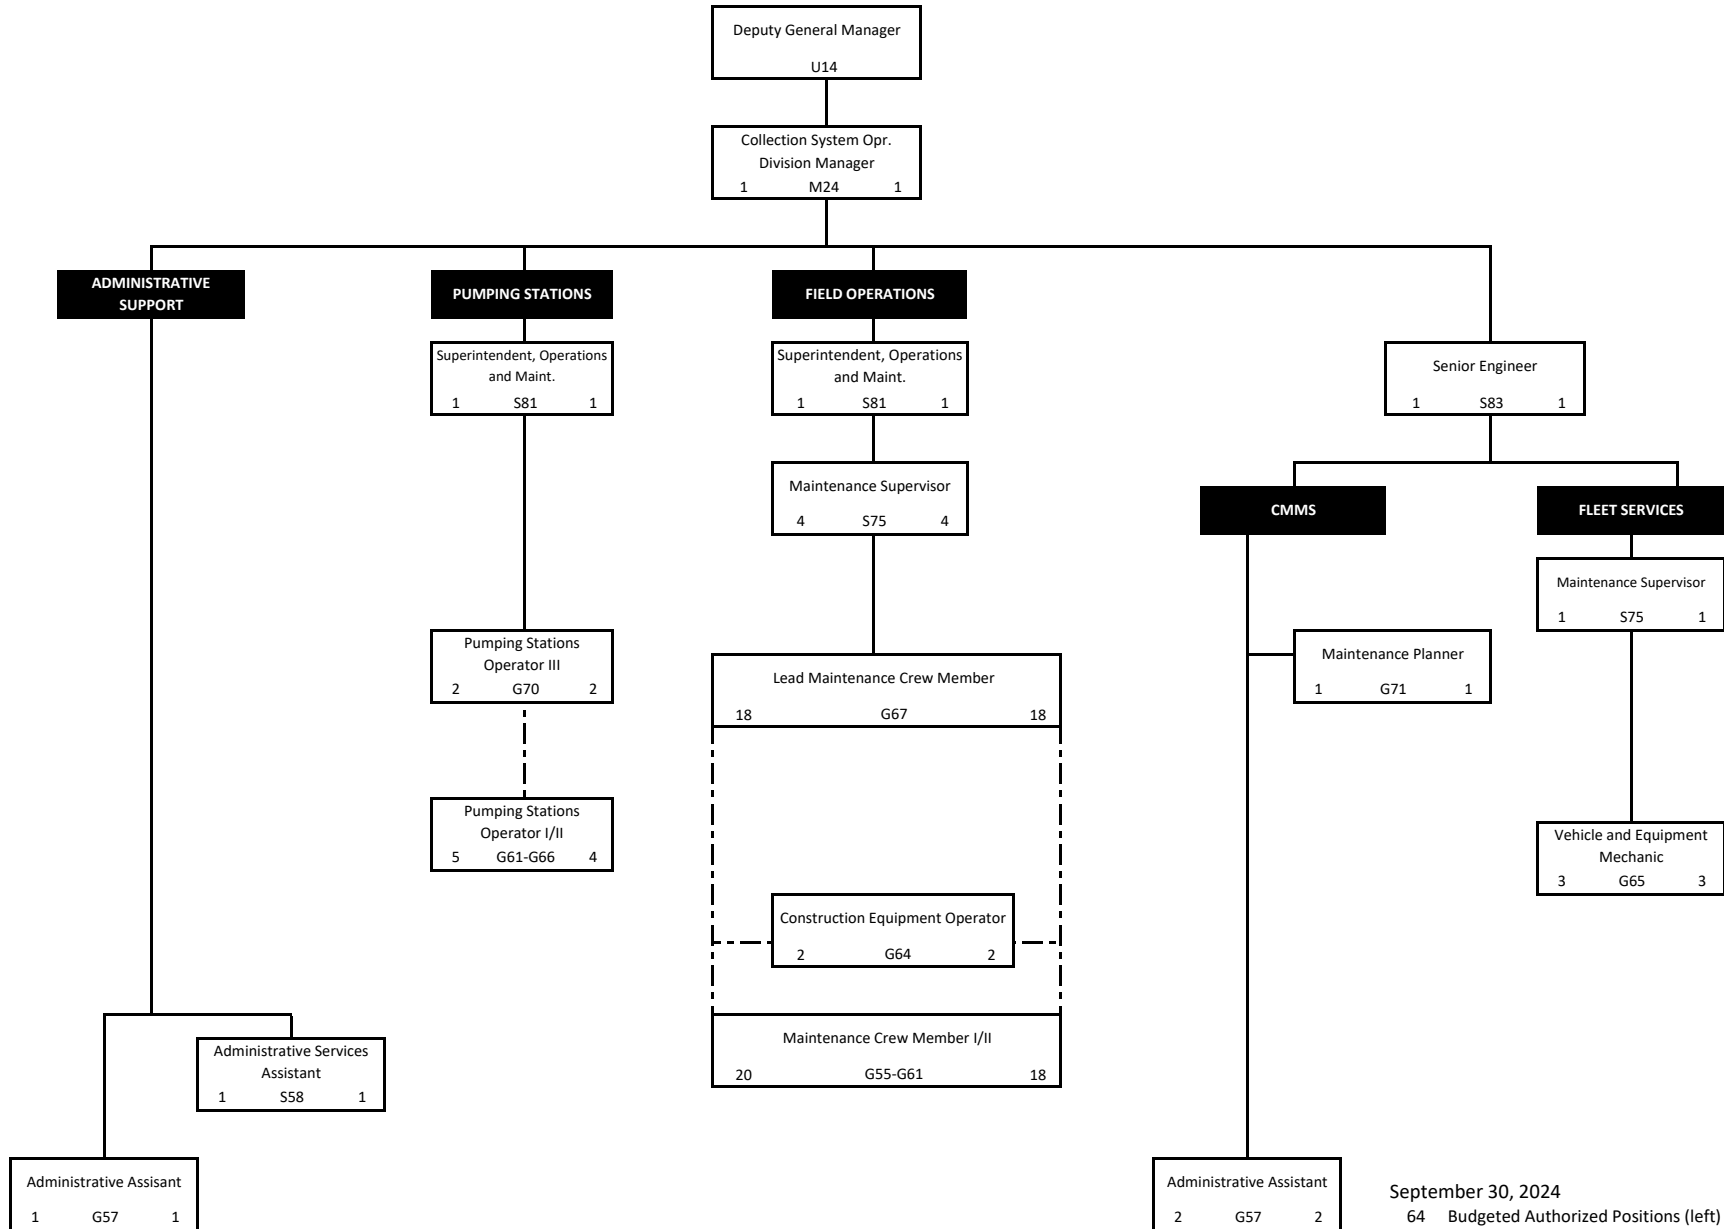 Deputy General Manager
U14
Collection System Opr.
Division Manager
1 M24 1
ADMINISTRATIVE
SUPPORT
PUMPING STATIONS
FIELD OPERATIONS
Superintendent, Operations
and Maint.
1 S81 1
Superintendent, Operations
and Maint.
1 S81 1
Senior Engineer
1 S83 1
Maintenance Supervisor
4 S75 4
CMMS
FLEET SERVICES
Maintenance Supervisor
1 S75 1
Pumping Stations
Operator III
2 G70 2
Lead Maintenance Crew Member
18 G67 18
Maintenance Planner
1 G71 1
Pumping Stations
Operator I/II
5 G61-G66 4
Vehicle and Equipment
Mechanic
3 G65 3
Construction Equipment Operator
2 G64 2
Administrative Services
Assistant
1 S58 1
Maintenance Crew Member I/II
20 G55-G61 18
Administrative Assisant
1 G57 1
Administrative Assistant
2 G57 2
September 30, 2024
64 Budgeted Authorized Positions (left)